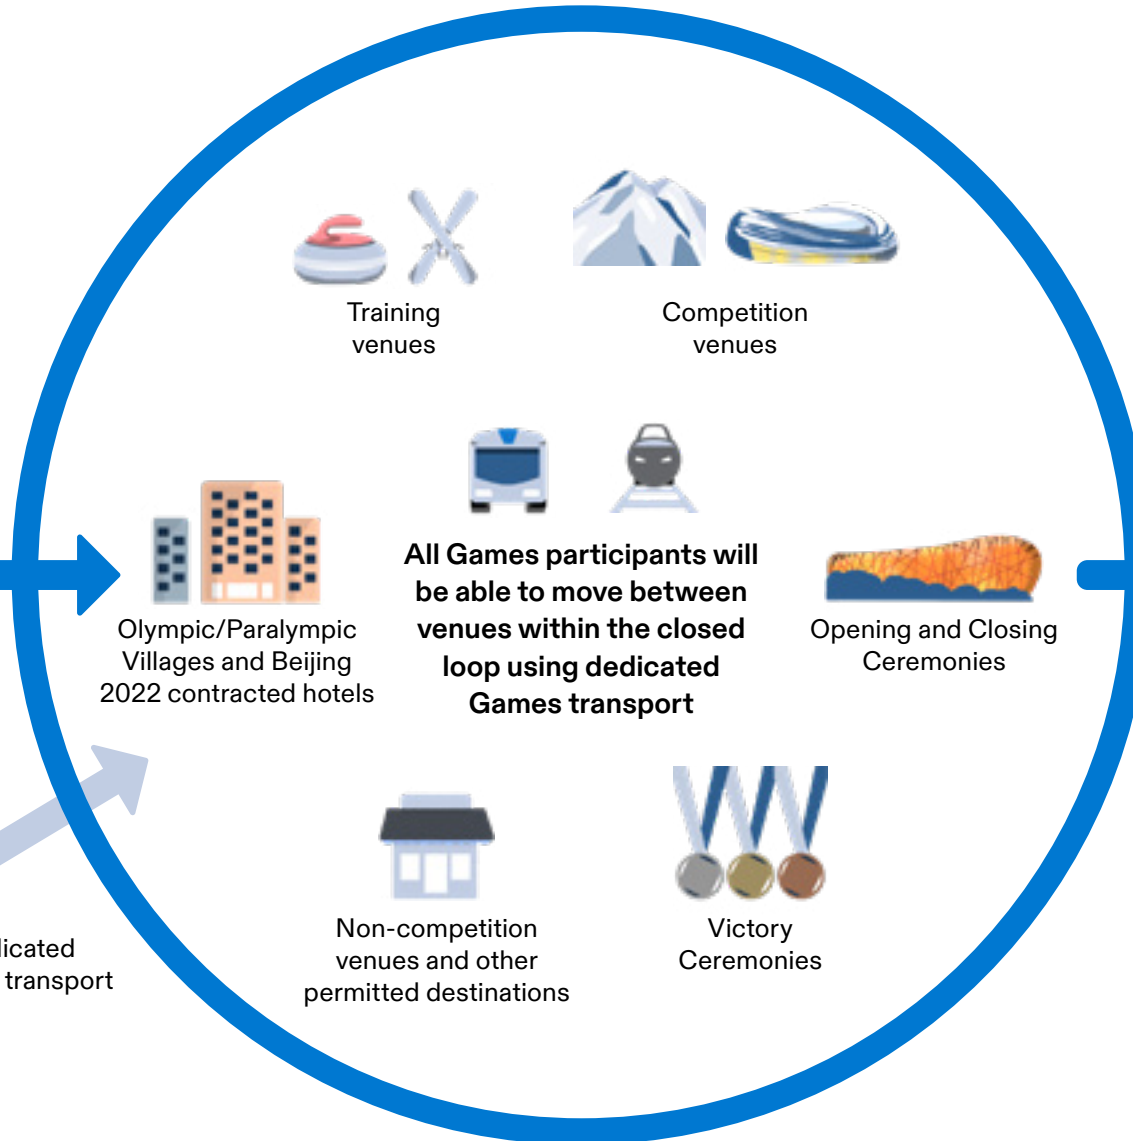 Training
venues
Competition
venues
All Games participants will
be able to move between
venues within the closed
loop using dedicated
Games transport
Olympic/Paralympic
Villages and Beijing
2022 contracted hotels
Opening and Closing
Ceremonies
Non-competition
venues and other
permitted destinations
Victory
Ceremonies
transport